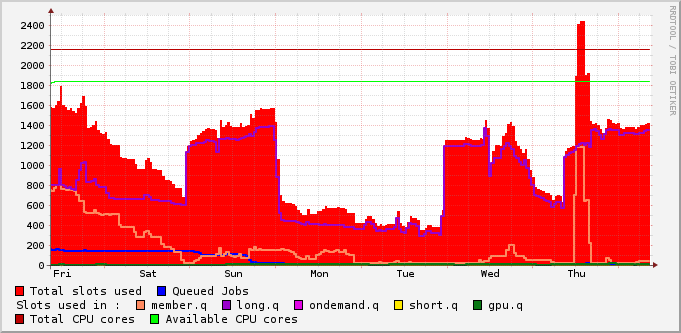 2400
2200
2000
1800
1600
1400
1200
1000
800
600
400
200
0
Fri Sat Sun Mon Tue Wed Thu
RRDTOOL / TOBI OETIKER
Total slots used Queued Jobs
Slots used in : member.q long.q ondemand.q short.q gpu.q
Total CPU cores Available CPU cores